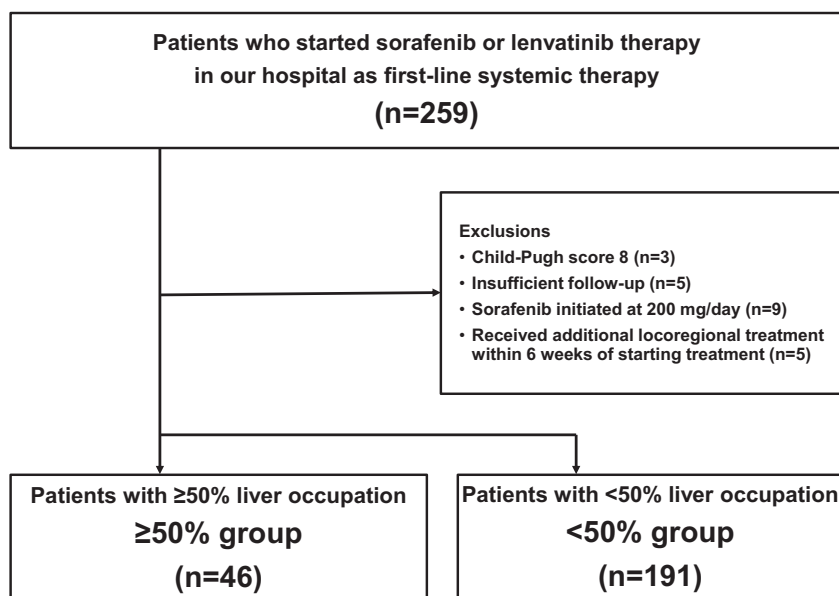 Patients who started sorafenib or lenvatinib therapy
in our hospital as first-line systemic therapy
(n=259)
Exclusions
• Child-Pugh score 8 (n=3)
• Insufficient follow-up (n=5)
• Sorafenib initiated at 200 mg/day (n=9)
• Received additional locoregional treatment
within 6 weeks of starting treatment (n=5)
Patients with ≥50% liver occupation
≥50% group
(n=46)
Patients with <50% liver occupation
<50% group
(n=191)